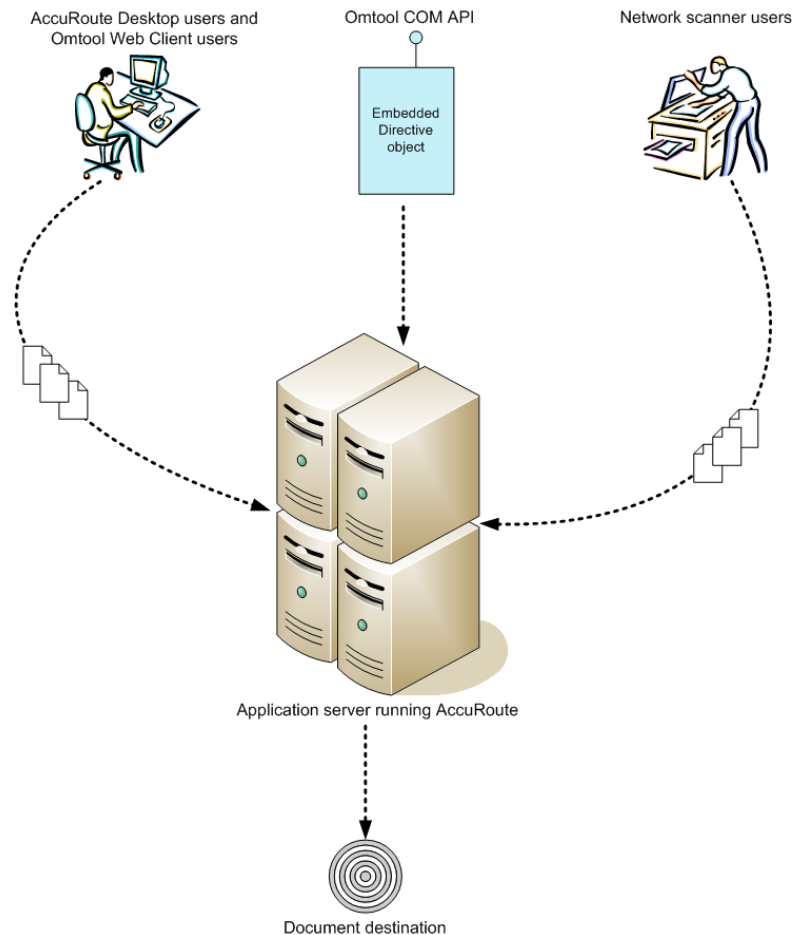 AccuRoute Desktop users and
Omtool Web Client users
Omtool COM API
Network scanner users
Embedded
Directive
object
Application server running AccuRoute
Document destination